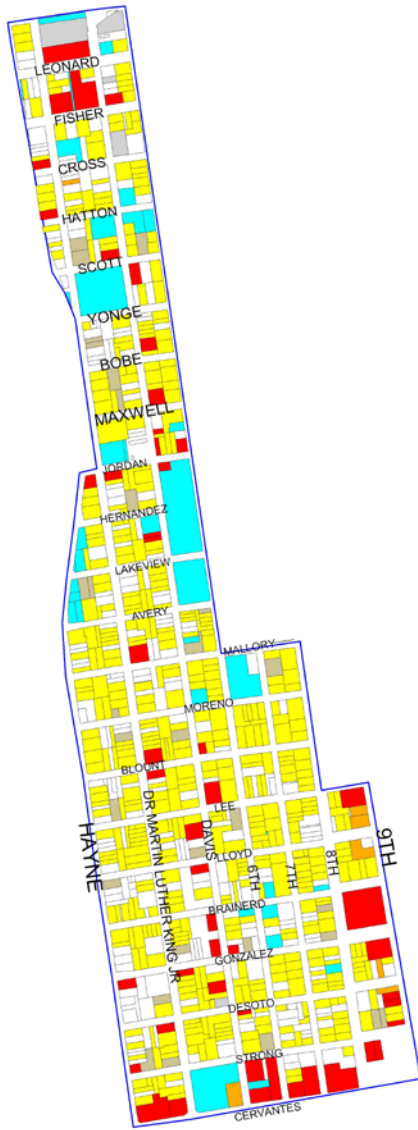 LEONARD
FISHER
CROSS
HATTON
SCOTT
YONGE
BOBE
MAXWELL
JORDAN
HERNANDEZ
LAKEVIEW
AVERY
MALLORY
MORENO
BLOUNT
LEE
HAYNE
DR MARTIN LUTHER KING JR
DAVIS
LLOYD
6TH
7TH
8TH
9TH
BRAINERD
GONZALEZ
DESOTO
STRONG
CERVANTES